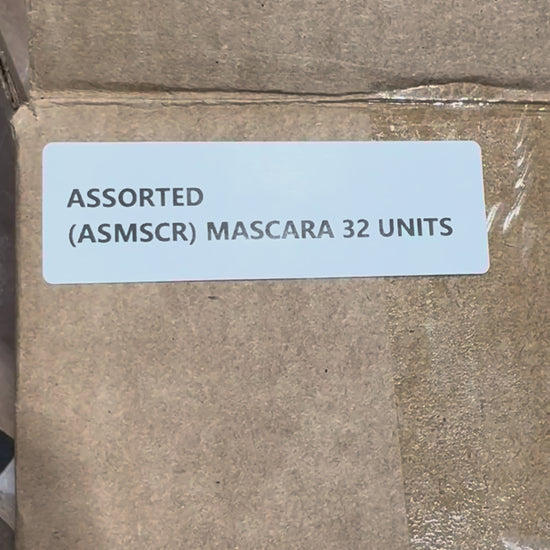 ASSORTED
(ASMSCR) MASCARA 32 UNITS